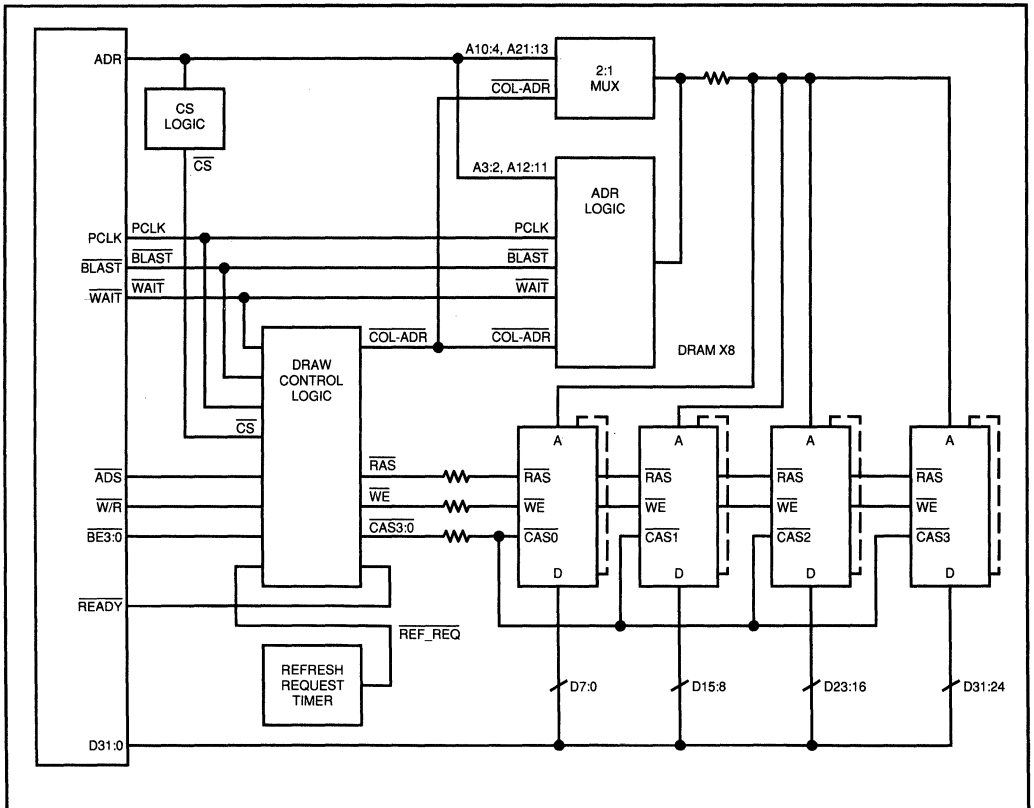 ADR
A10:4, A21:13
2:1
MUX
COL-ADR
CS
LOGIC
CS
A3:2, A12:11
ADR
LOGIC
PCLK
PCLK
PCLK
BLAST
BLAST
BLAST
WAIT
WAIT
WAIT
COL-ADR
COL-ADR
DRAW
CONTROL
LOGIC
DRAM X8
CS
A
A
A
A
ADS
RAS
RAS
RAS
RAS
RAS
W/R
WE
WE
WE
WE
WE
BE3:0
CAS3:0
CAS0
CAS1
CAS2
CAS3
D
D
D
D
READY
REF_REQ
REFRESH
REQUEST
TIMER
D7:0
D15:8
D23:16
D31:24
D31:0